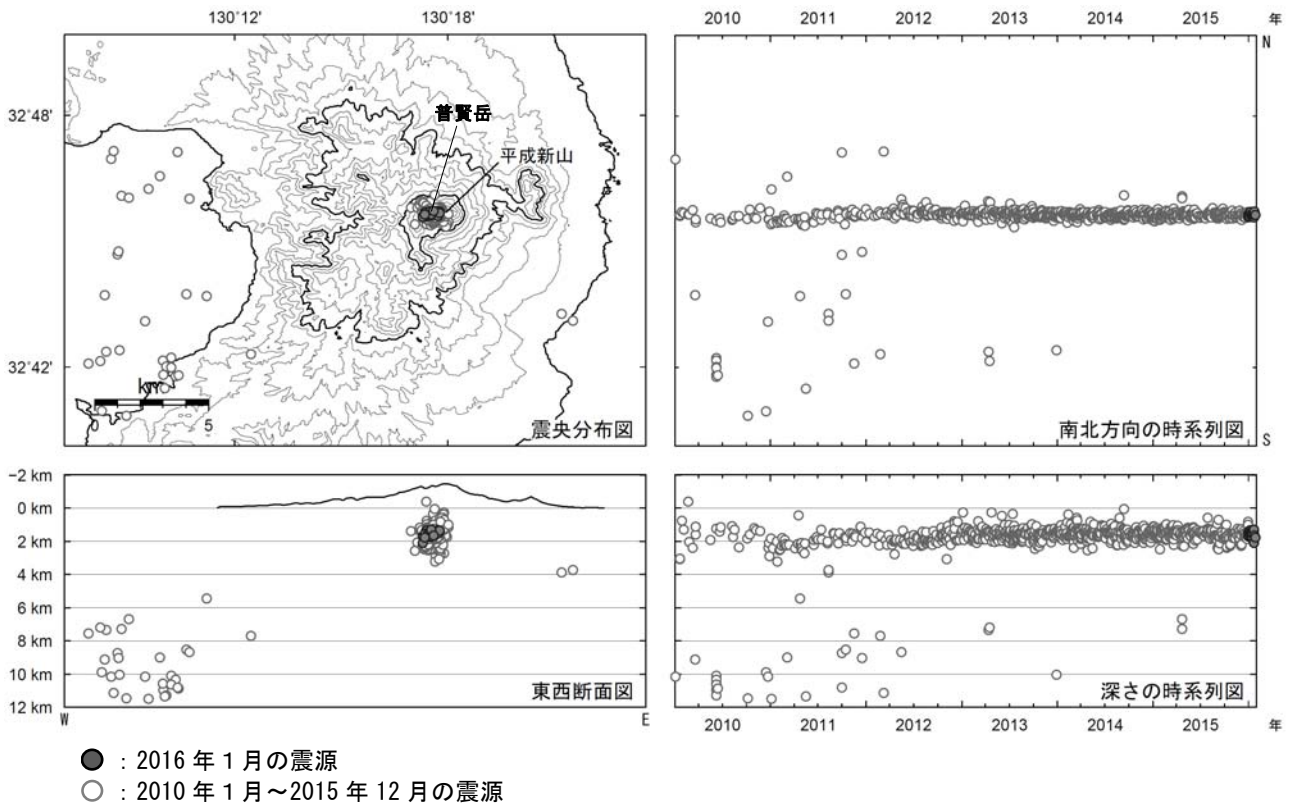 130°12′ 130°18′
32°48′
普賢岳
平成新山
32°42′
km
5
震央分布図
2010 2011 2012 2013 2014 2015 年
N
南北方向の時系列図
S
-2 km
0 km
2 km
4 km
6 km
8 km
10 km
12 km
W
東西断面図
E
深さの時系列図
2010 2011 2012 2013 2014 2015 年
：2016 年 1 月の震源
：2010 年 1 月～2015 年 12 月の震源